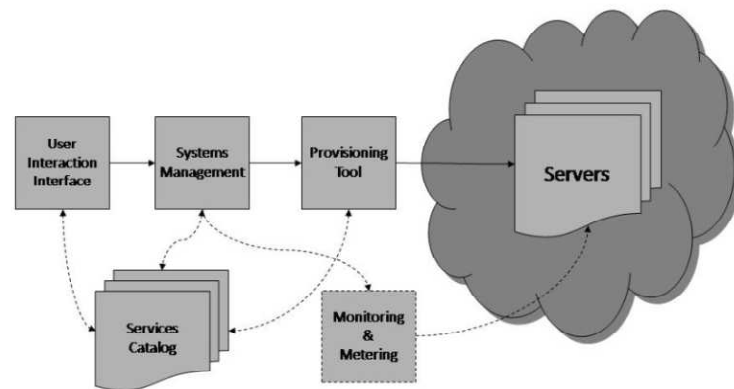 User
Interaction
Interface
Systems
Management
Provisioning
Tool
Servers
Services
Catalog
Monitoring
&
Metering